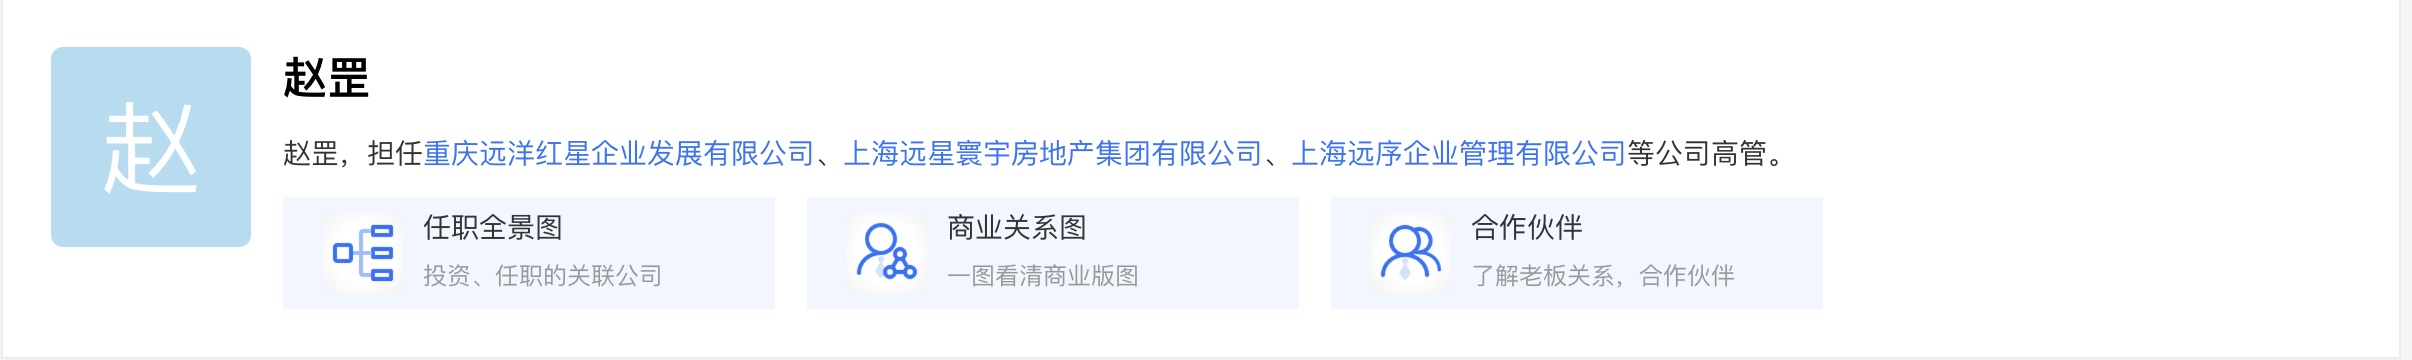 赵
赵罡
赵罡，担任重庆远洋红星企业发展有限公司、上海远星寰宇房地产集团有限公司、上海远序企业管理有限公司等公司高管。
任职全景图
投资、任职的关联公司
商业关系图
一图看清商业版图
合作伙伴
了解老板关系，合作伙伴